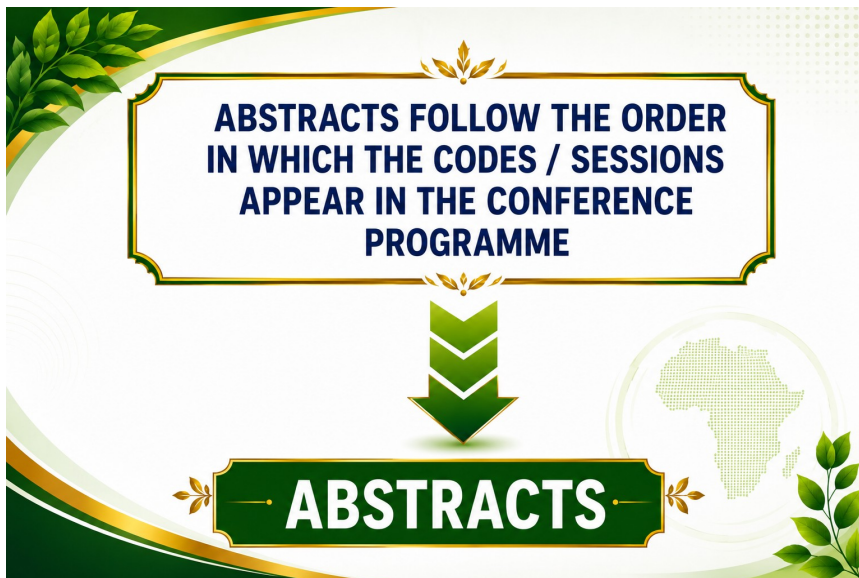 ABSTRACTS FOLLOW THE ORDER
IN WHICH THE CODES / SESSIONS
APPEAR IN THE CONFERENCE
PROGRAMME
ABSTRACTS